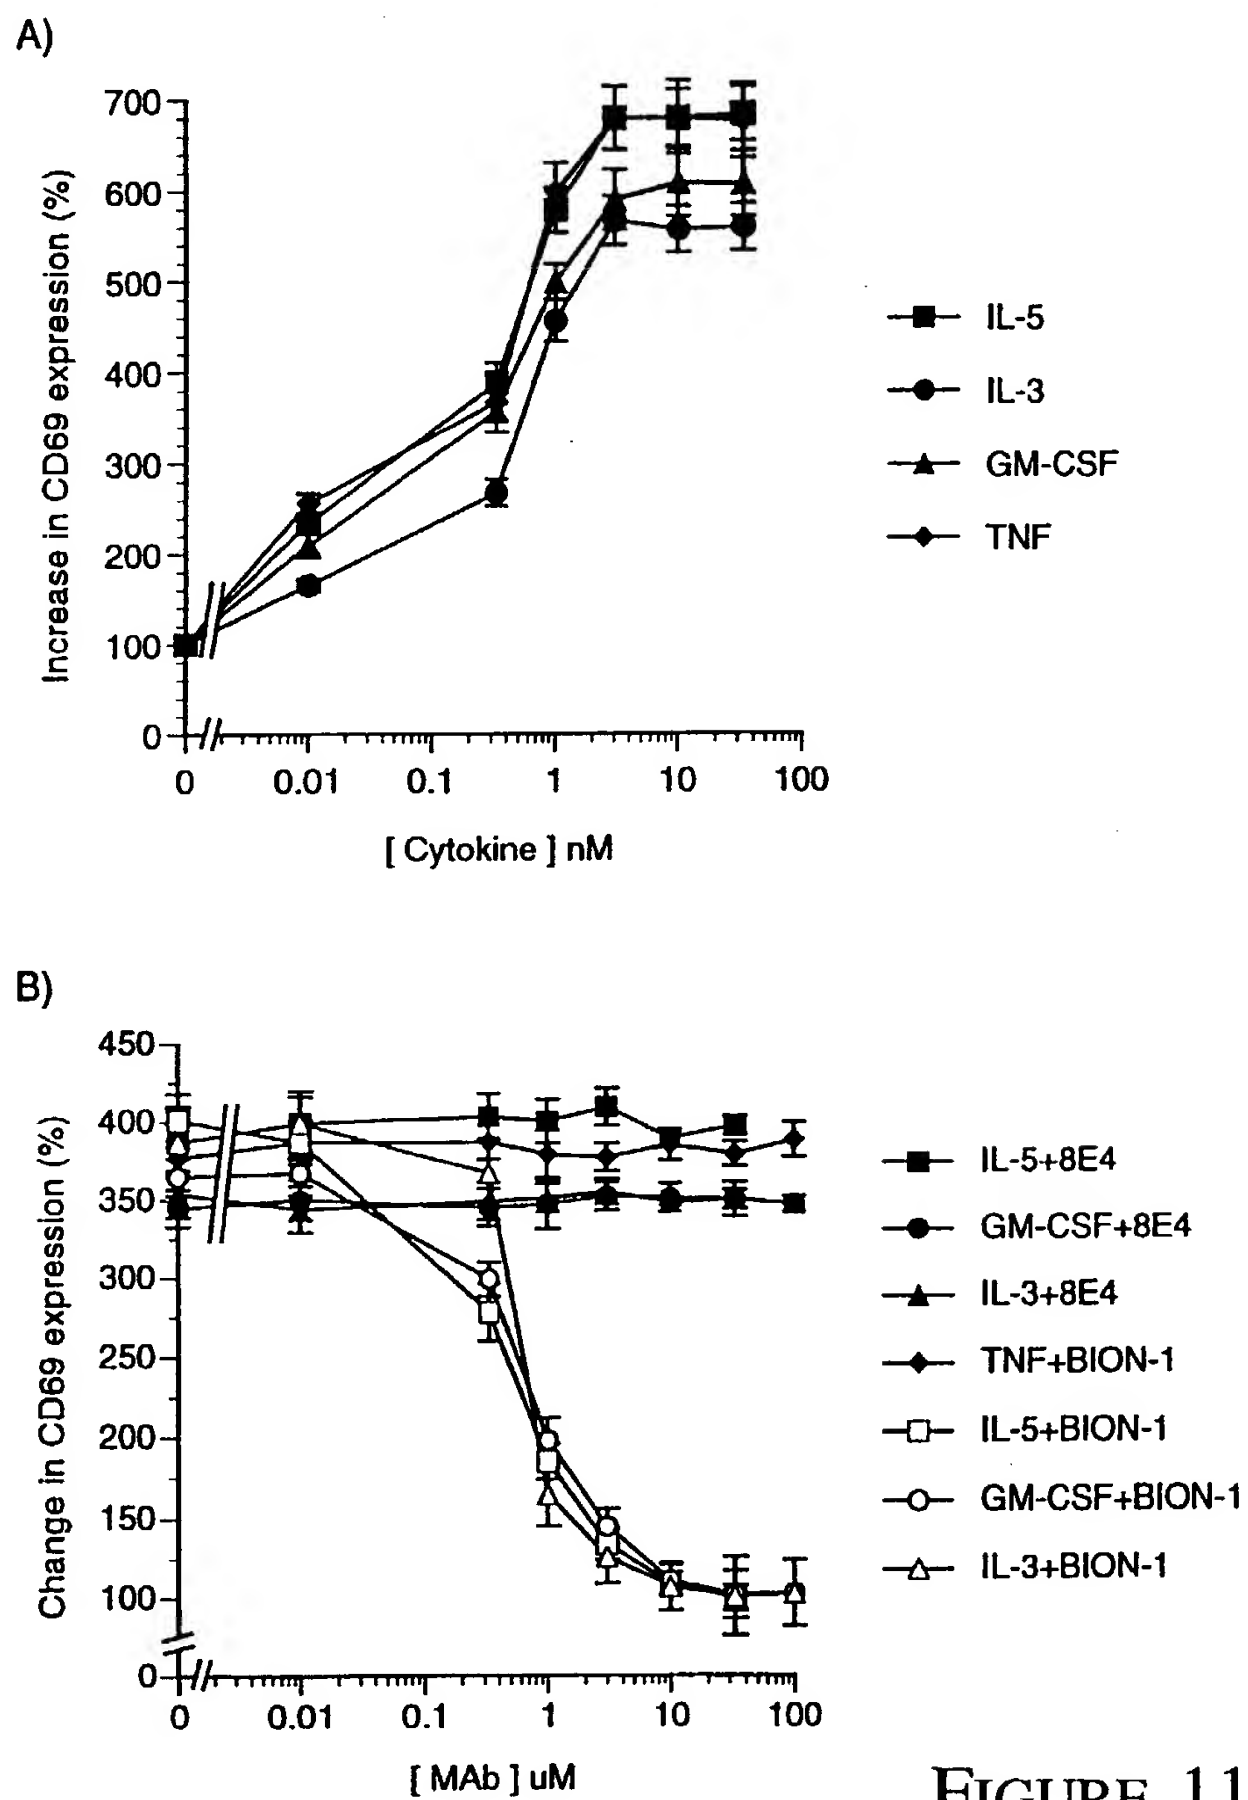 A)
Increase in CD69 expression (%)
700
600
500
400
300
200
100
0
0 0.01 0.1 1 10 100
[ Cytokine ] nM
IL-5
IL-3
GM-CSF
TNF
B)
Change in CD69 expression (%)
450
400
350
300
250
200
150
100
0
0 0.01 0.1 1 10 100
[ MAb ] uM
IL-5+8E4
GM-CSF+8E4
IL-3+8E4
TNF+BION-1
IL-5+BION-1
GM-CSF+BION-1
IL-3+BION-1
FIGURE 11